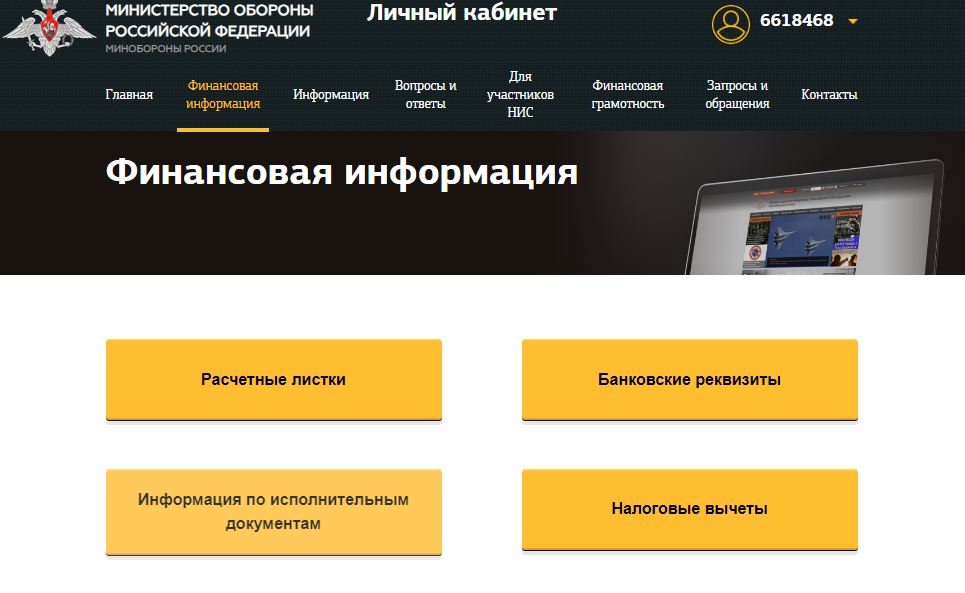 МИНИСТЕРСТВО ОБОРОНЫ
РОССИЙСКОЙ ФЕДЕРАЦИИ
МИНОБОРОНЫ РОССИИ
Личный кабинет
6618468
Главная
Финансовая
информация
Информация
Вопросы и
ответы
Для
участников
НИС
Финансовая
грамотность
Запросы и
обращения
Контакты
Финансовая информация
Расчетные листки
Банковские реквизиты
Информация по исполнительным
документам
Налоговые вычеты